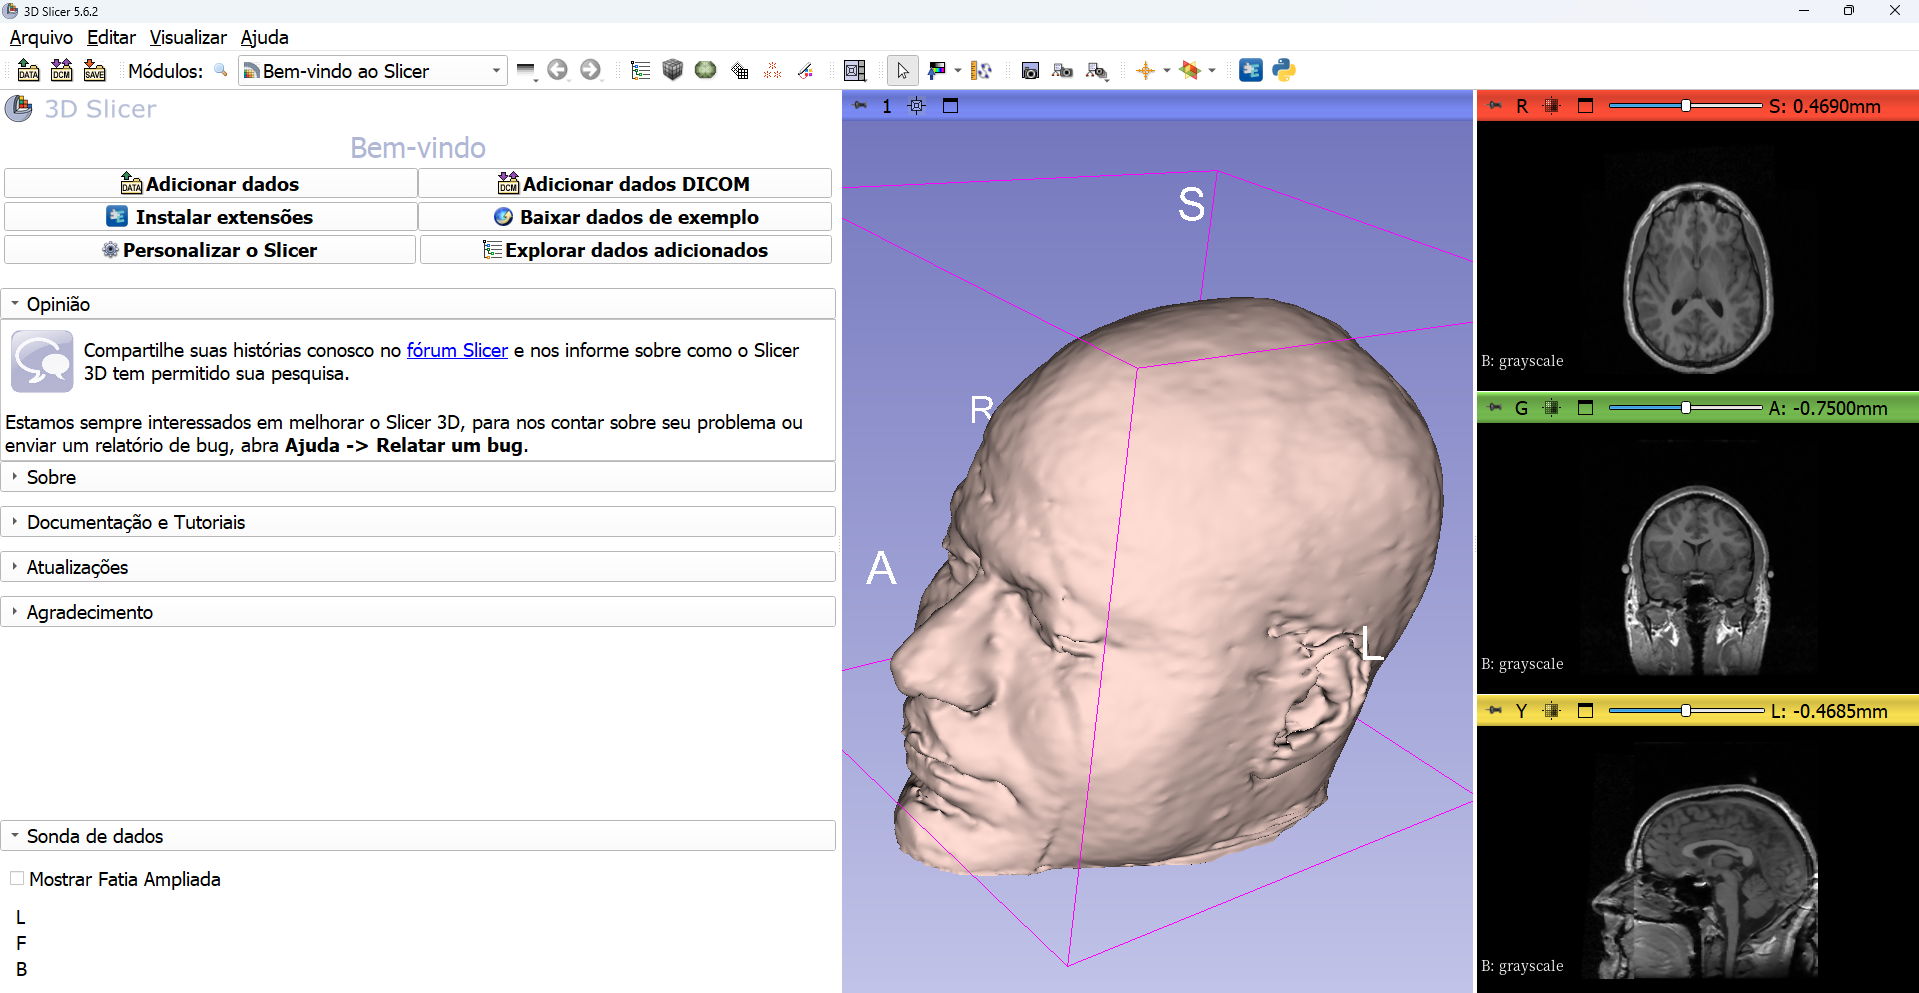 3D Slicer 5.6.2
Arquivo Editar Visualizar Ajuda
DATA DCM SAVE Módulos: Bem-vindo ao Slicer
3D Slicer
Bem-vindo
DATA Adicionar dados
DCM Adicionar dados DICOM
Instalar extensões
Baixar dados de exemplo
Personalizar o Slicer
Explorar dados adicionados
Opinião
Compartilhe suas histórias conosco no fórum Slicer e nos informe sobre como o Slicer
3D tem permitido sua pesquisa.
Estamos sempre interessados em melhorar o Slicer 3D, para nos contar sobre seu problema ou
enviar um relatório de bug, abra Ajuda -> Relatar um bug.
Sobre
Documentação e Tutoriais
Atualizações
Agradecimento
Sonda de dados
Mostrar Fatia Ampliada
L
F
B
1
S
R
A
L
R S: 0.4690mm
B: grayscale
G A: -0.7500mm
B: grayscale
Y L: -0.4685mm
B: grayscale